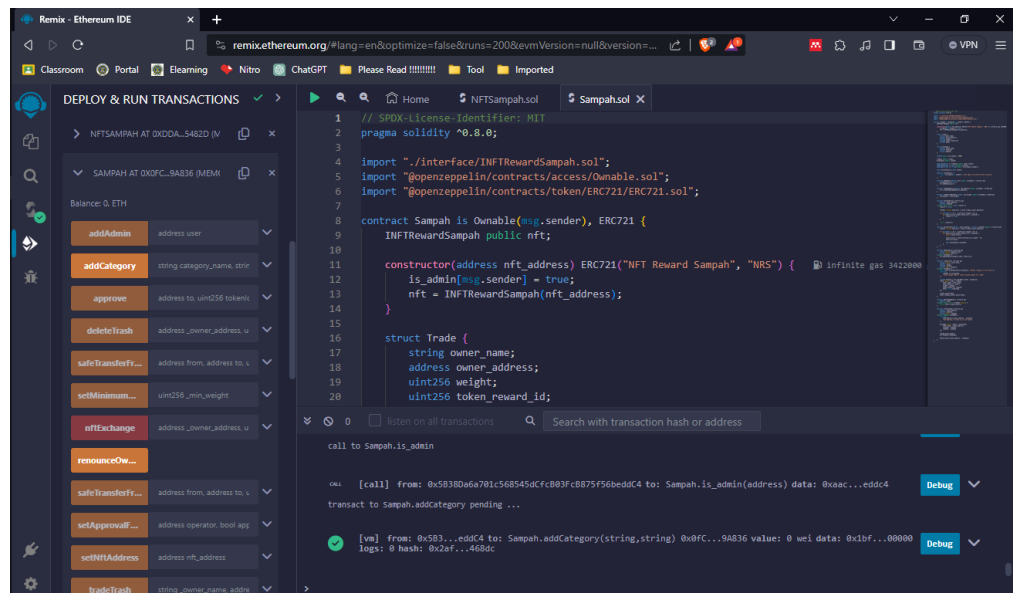 Remix - Ethereum IDE
remix.ethereum.org/#lang=en&optimize=false&runs=200&evmVersion=null&version=...
VPN
Classroom Portal Elearning Nitro ChatGPT Please Read !!!!!!!!!! Tool Imported
DEPLOY & RUN TRANSACTIONS
NFTSAMPAH AT 0XDDA...5482D (M
SAMPAH AT 0X0FC...9A836 (MEM
Balance: 0. ETH
addAdmin address user
addCategory string category_name, strin
approve address to, uint256 tokenIc
deleteTrash address _owner_address, u
safeTransferFr... address from, address to, u
setMinimum... uint256 _min_weight
nftExchange address _owner_address, u
renounceOw...
safeTransferFr... address from, address to, u
setApprovalF... address operator, bool app
setNftAddress address nft_address
tradeTrash string _owner_name, addre
Home NFTSampah.sol Sampah.sol
1 // SPDX-License-Identifier: MIT
2 pragma solidity ^0.8.0;
3
4 import "./interface/INFTRewardSampah.sol";
5 import "@openzeppelin/contracts/access/Ownable.sol";
6 import "@openzeppelin/contracts/token/ERC721/ERC721.sol";
7
8 contract Sampah is Ownable(msg.sender), ERC721 {
9 INFTRewardSampah public nft;
10
11 constructor(address nft_address) ERC721("NFT Reward Sampah", "NRS") { infinite gas 3422000
12 is_admin[msg.sender] = true;
13 nft = INFTRewardSampah(nft_address);
14 }
15
16 struct Trade {
17 string owner_name;
18 address owner_address;
19 uint256 weight;
20 uint256 token_reward_id;
0 listen on all transactions Search with transaction hash or address
call to Sampah.is_admin
CALL [call] from: 0x5B38Da6a701c568545dCfcB03FcB875f56beddC4 to: Sampah.is_admin(address) data: 0xaac...eddc4
Debug
transact to Sampah.addCategory pending ...
[vm] from: 0x5B3...eddC4 to: Sampah.addCategory(string,string) 0x0fC...9A836 value: 0 wei data: 0x1bf...00000
logs: 0 hash: 0x2af...468dc
Debug
>